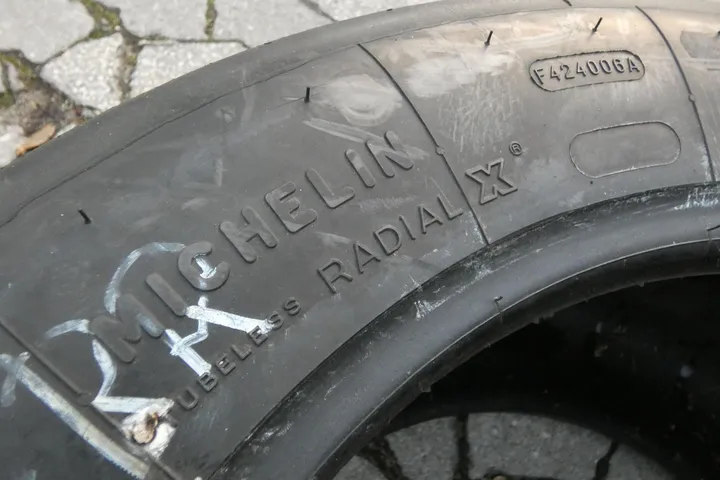 F424006A
MICHELIN
TUBELESS RADIAL X®